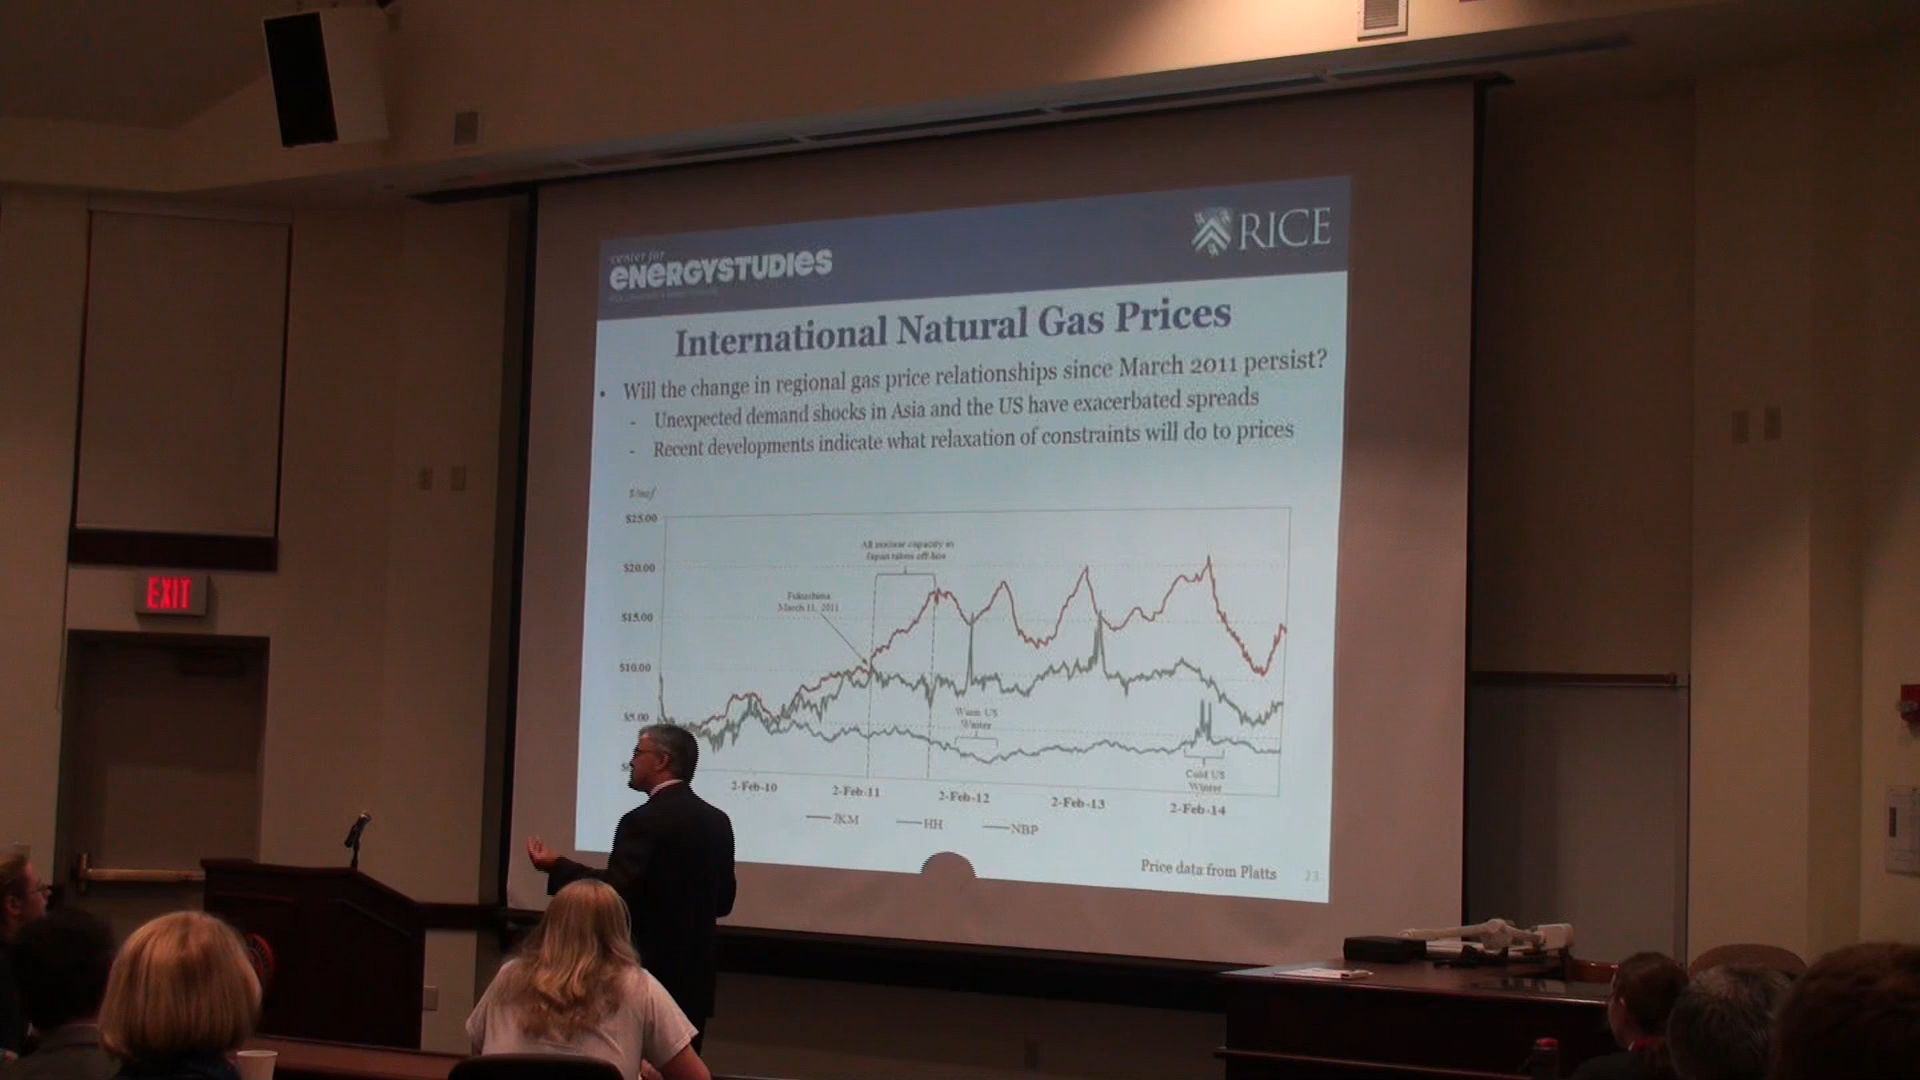 center for
ENERGYSTUDIES
RICE
International Natural Gas Prices
• Will the change in regional gas price relationships since March 2011 persist?
- Unexpected demand shocks in Asia and the US have exacerbated spreads
- Recent developments indicate what relaxation of constraints will do to prices
$/mcf
$25.00
$20.00
$15.00
$10.00
$5.00
All nuclear capacity in
Japan taken off-line
Fukushima
March 11, 2011
Warm US
Winter
Cold US
Winter
2-Feb-10
2-Feb-11
2-Feb-12
2-Feb-13
2-Feb-14
JKM
HH
NBP
Price data from Platts
23
EXIT